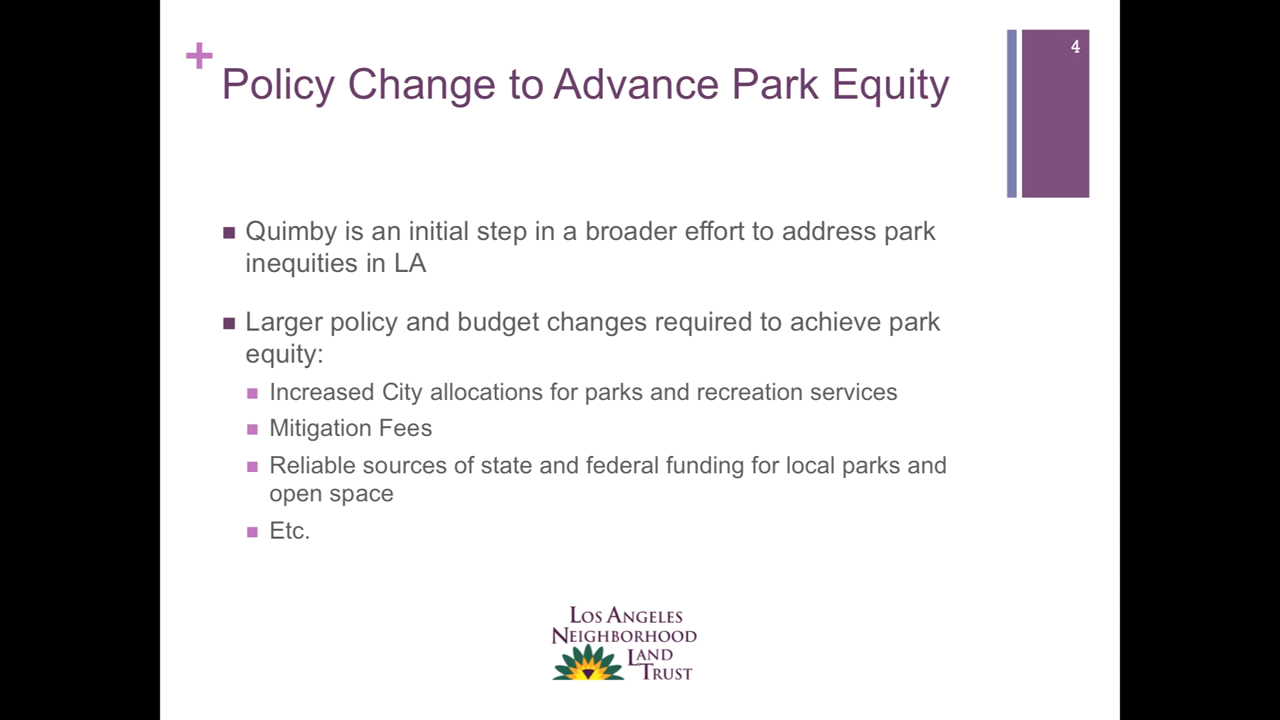 4
+
Policy Change to Advance Park Equity
Quimby is an initial step in a broader effort to address park
inequities in LA
Larger policy and budget changes required to achieve park
equity:
Increased City allocations for parks and recreation services
Mitigation Fees
Reliable sources of state and federal funding for local parks and
open space
Etc.
LOS ANGELES
NEIGHBORHOOD
LAND
TRUST